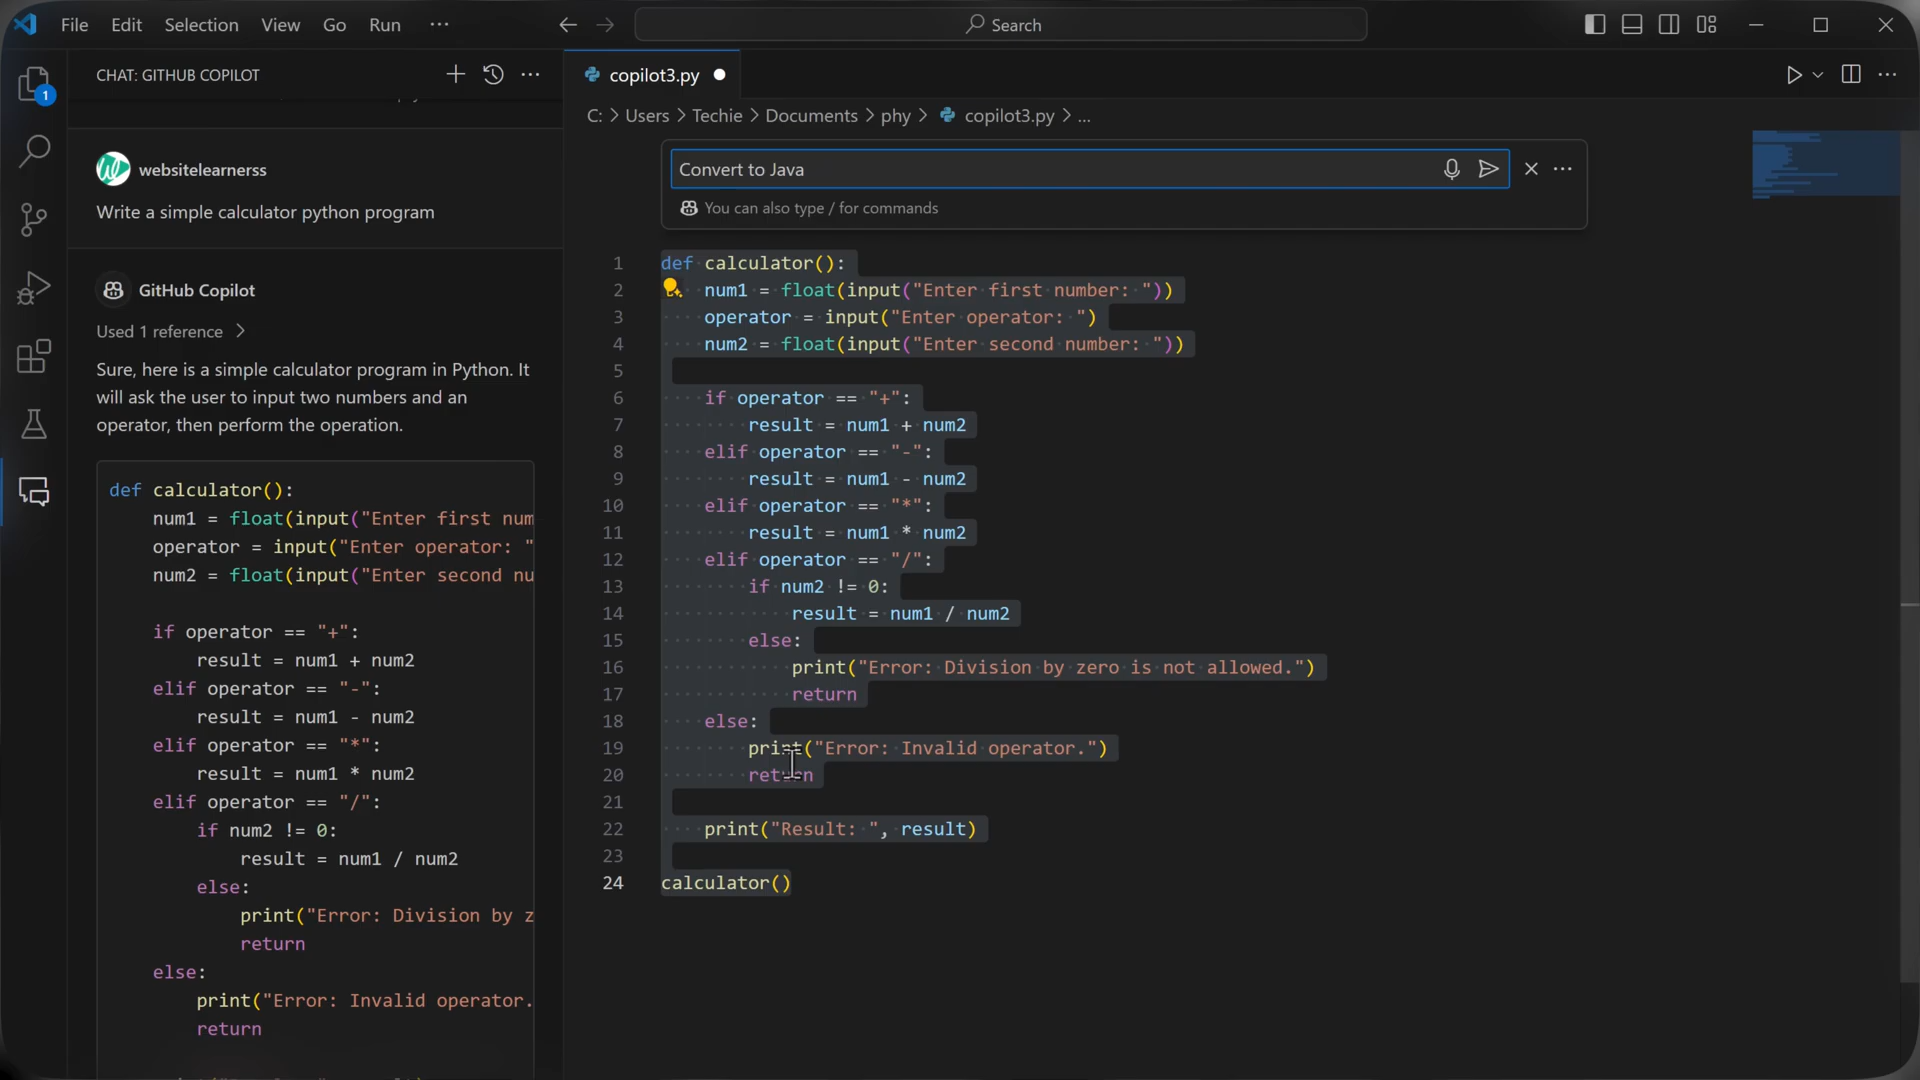 File Edit Selection View Go Run ...
Search
CHAT: GITHUB COPILOT
copilot3.py
1
C: > Users > Techie > Documents > phy > copilot3.py > ...
websitelearnerss
Write a simple calculator python program
GitHub Copilot
Used 1 reference >
Sure, here is a simple calculator program in Python. It
will ask the user to input two numbers and an
operator, then perform the operation.
def calculator():
    num1 = float(input("Enter first num
    operator = input("Enter operator: "
    num2 = float(input("Enter second nu
    if operator == "+":
        result = num1 + num2
    elif operator == "-":
        result = num1 - num2
    elif operator == "*":
        result = num1 * num2
    elif operator == "/":
        if num2 != 0:
            result = num1 / num2
        else:
            print("Error: Division by z
            return
    else:
        print("Error: Invalid operator.
        return
Convert to Java
You can also type / for commands
1 def calculator():
2     num1 = float(input("Enter first number: "))
3     operator = input("Enter operator: ")
4     num2 = float(input("Enter second number: "))
5
6     if operator == "+":
7         result = num1 + num2
8     elif operator == "-":
9         result = num1 - num2
10     elif operator == "*":
11         result = num1 * num2
12     elif operator == "/":
13         if num2 != 0:
14             result = num1 / num2
15         else:
16             print("Error: Division by zero is not allowed.")
17             return
18     else:
19         print("Error: Invalid operator.")
20         return
21
22     print("Result: ", result)
23
24 calculator()